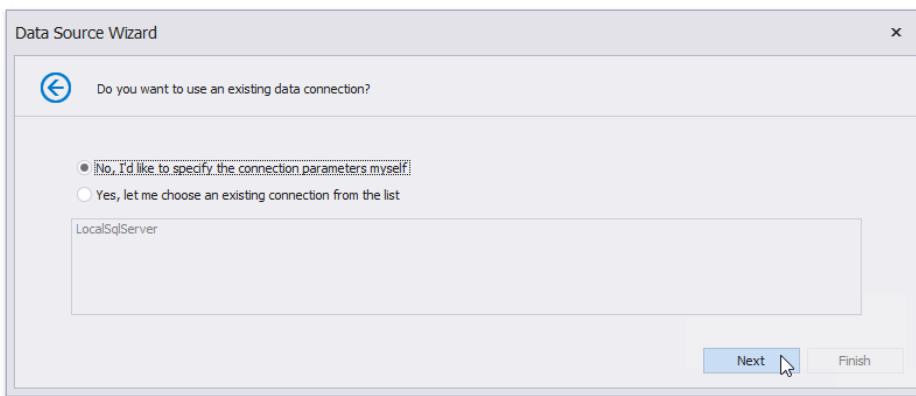 Data Source Wizard
Do you want to use an existing data connection?
No, I'd like to specify the connection parameters myself
Yes, let me choose an existing connection from the list
LocalSqlServer
Next
Finish